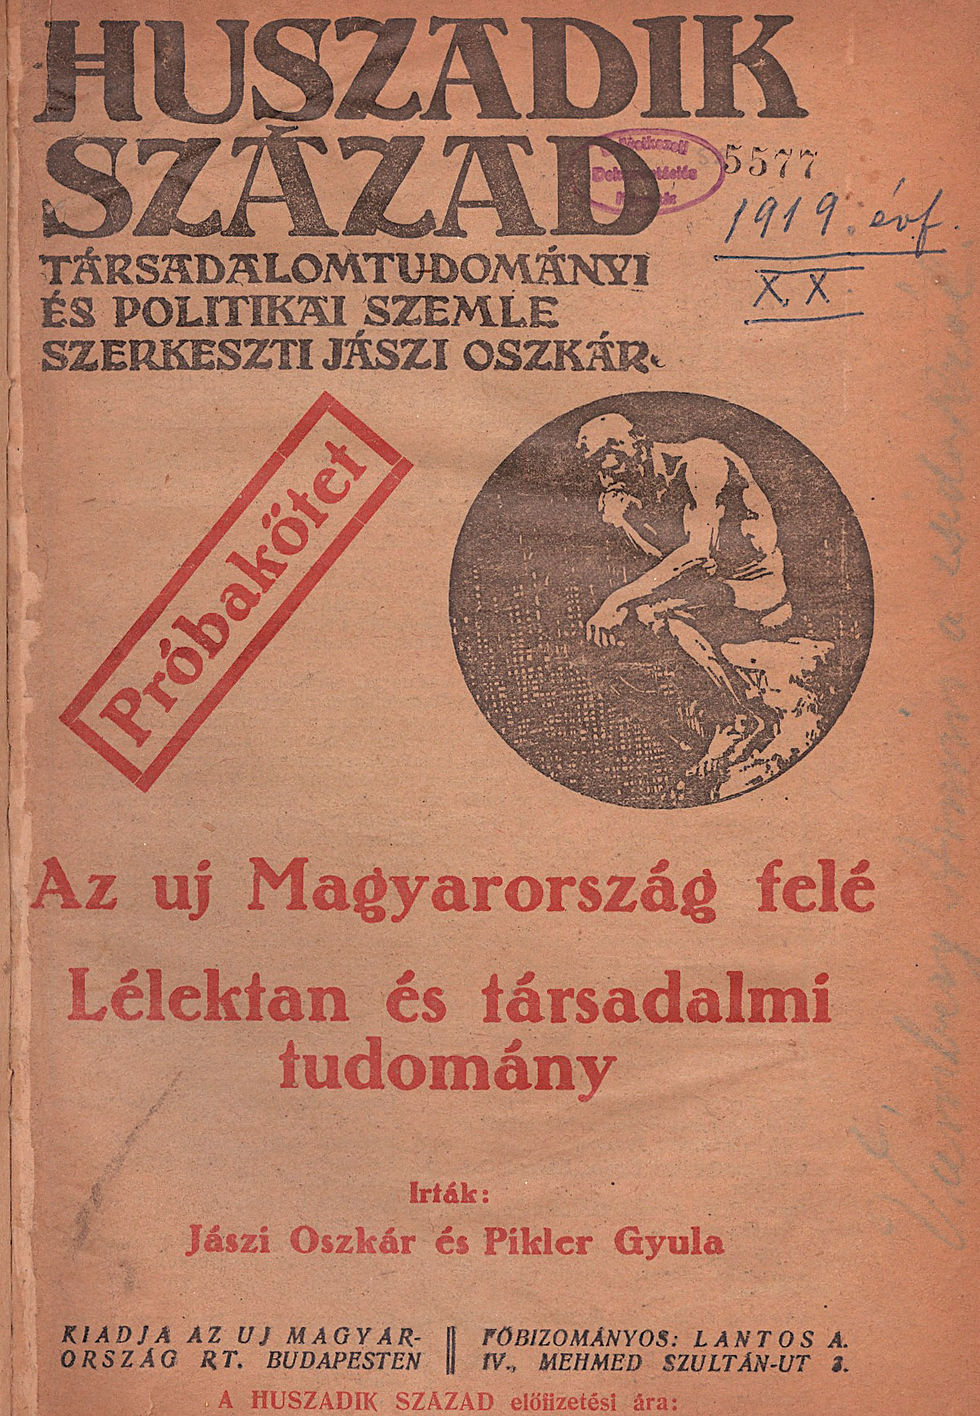 HUSZADIK
SZÁZAD
5577
1919. évf.
XX.
TÁRSADALOMTUDOMÁNYI
ÉS POLITIKAI SZEMLE
SZERKESZTI JÁSZI OSZKÁR
Próbakötet
Az uj Magyarország felé
Lélektan és társadalmi
tudomány
Irták:
Jászi Oszkár és Pikler Gyula
KIADJA AZ UJ MAGYAR-
ORSZÁG RT. BUDAPESTEN
FŐBIZOMÁNYOS: LANTOS A.
IV., MEHMED SZULTÁN-UT 3.
A HUSZADIK SZÁZAD előfizetési ára: